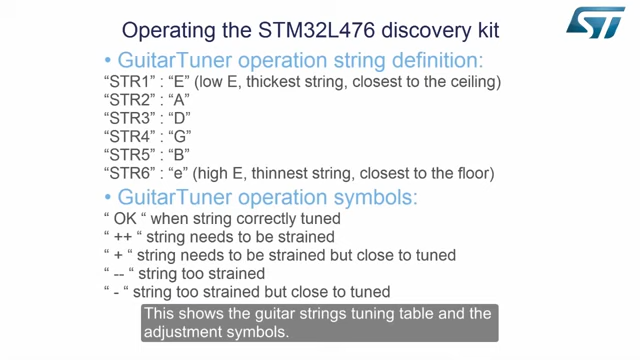 Operating the STM32L476 discovery kit
ST
• GuitarTuner operation string definition:
“STR1” : “E” (low E, thickest string, closest to the ceiling)
“STR2” : “A”
“STR3” : “D”
“STR4” : “G”
“STR5” : “B”
“STR6” : “e” (high E, thinnest string, closest to the floor)
• GuitarTuner operation symbols:
“ OK “ when string correctly tuned
“ ++ “ string needs to be strained
“ + “ string needs to be strained but close to tuned
“ -- “ string too strained
“ - “ string too strained but close to tuned
This shows the guitar strings tuning table and the
adjustment symbols.